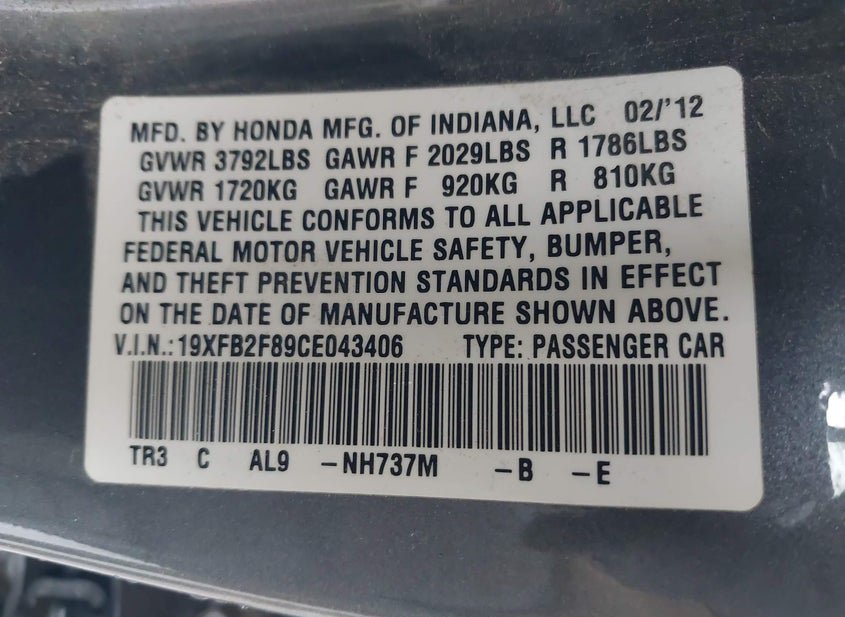 MFD. BY HONDA MFG. OF INDIANA, LLC 02/'12
GVWR 3792LBS GAWR F 2029LBS R 1786LBS
GVWR 1720KG GAWR F 920KG R 810KG
THIS VEHICLE CONFORMS TO ALL APPLICABLE
FEDERAL MOTOR VEHICLE SAFETY, BUMPER,
AND THEFT PREVENTION STANDARDS IN EFFECT
ON THE DATE OF MANUFACTURE SHOWN ABOVE.
V.I.N.:19XFB2F89CE043406 TYPE: PASSENGER CAR
TR3 C AL9 -NH737M -B -E